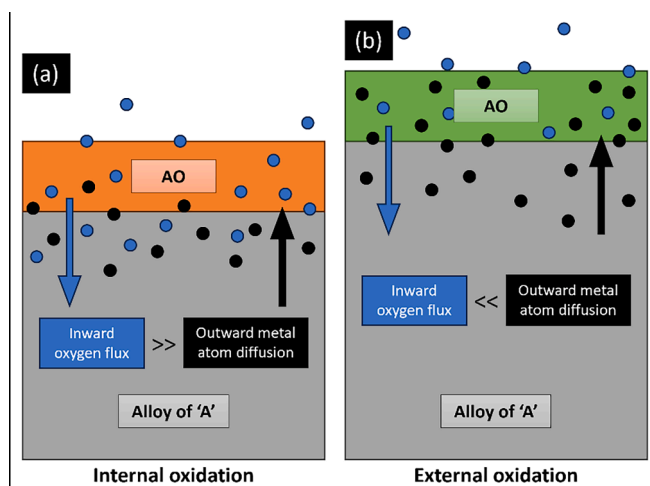 (a)
AO
Inward
oxygen flux
>>
Outward metal
atom diffusion
Alloy of ‘A’
Internal oxidation
(b)
AO
Inward
oxygen flux
<<
Outward metal
atom diffusion
Alloy of ‘A’
External oxidation